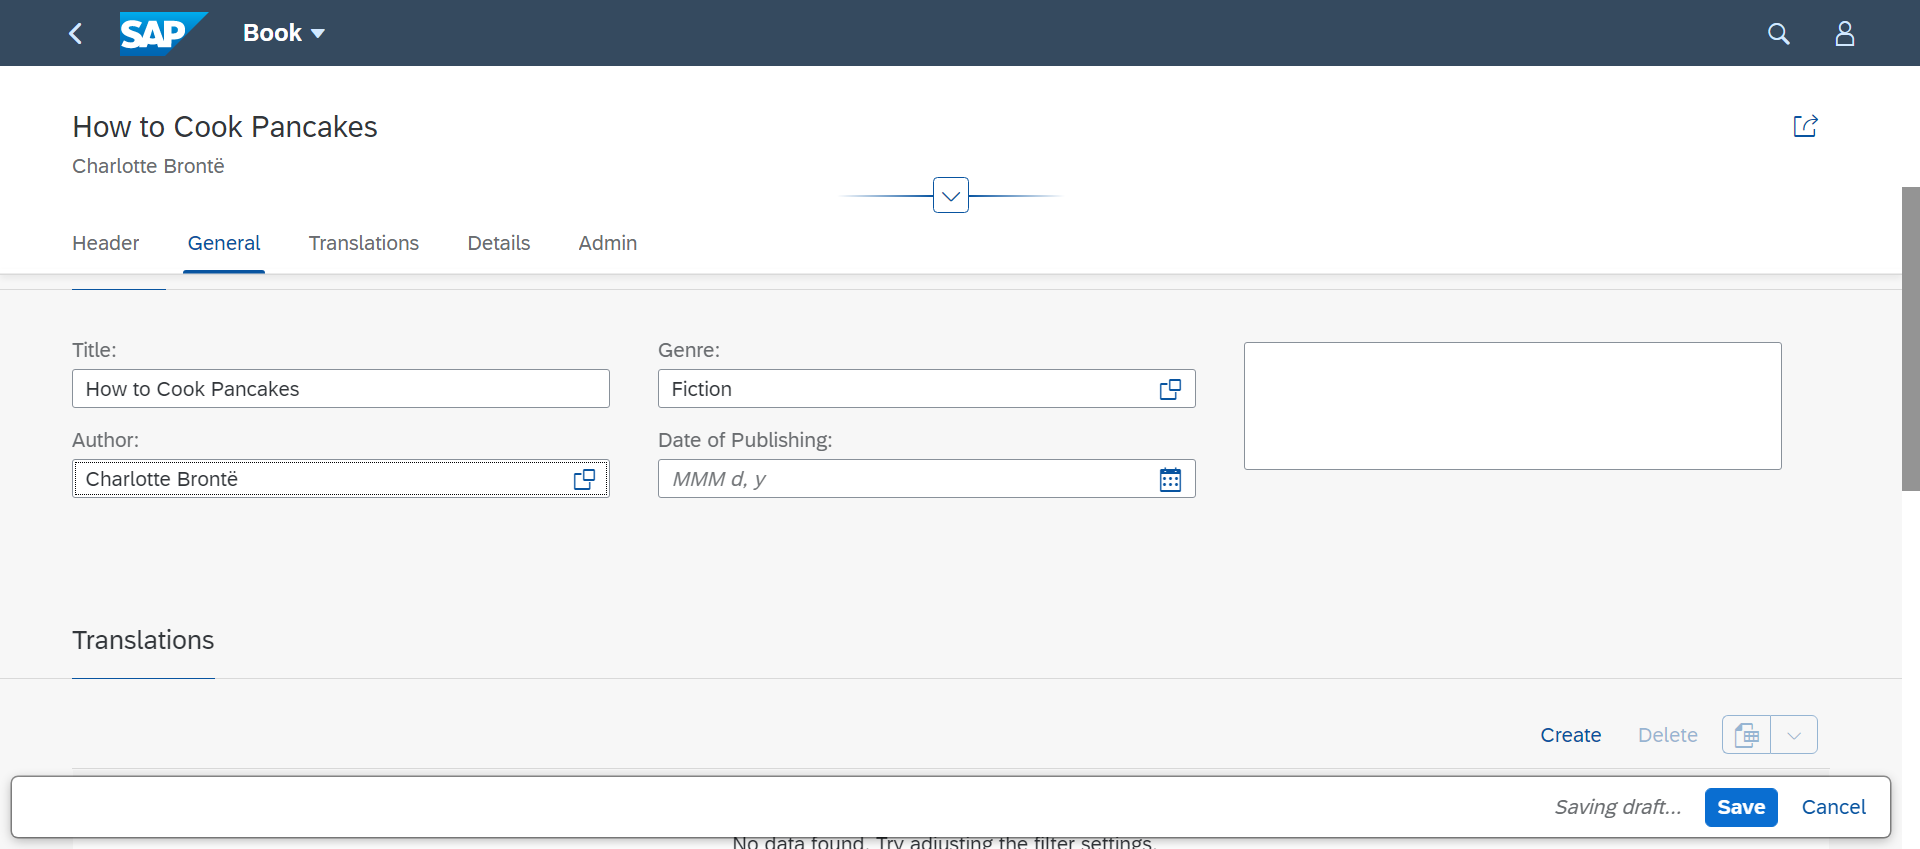 SAP Book
How to Cook Pancakes
Charlotte Brontë
Header General Translations Details Admin
Title:
How to Cook Pancakes
Author:
Charlotte Brontë
Genre:
Fiction
Date of Publishing:
MMM d, y
Translations
Create Delete
Saving draft... Save Cancel
No data found. Try adjusting the filter settings.